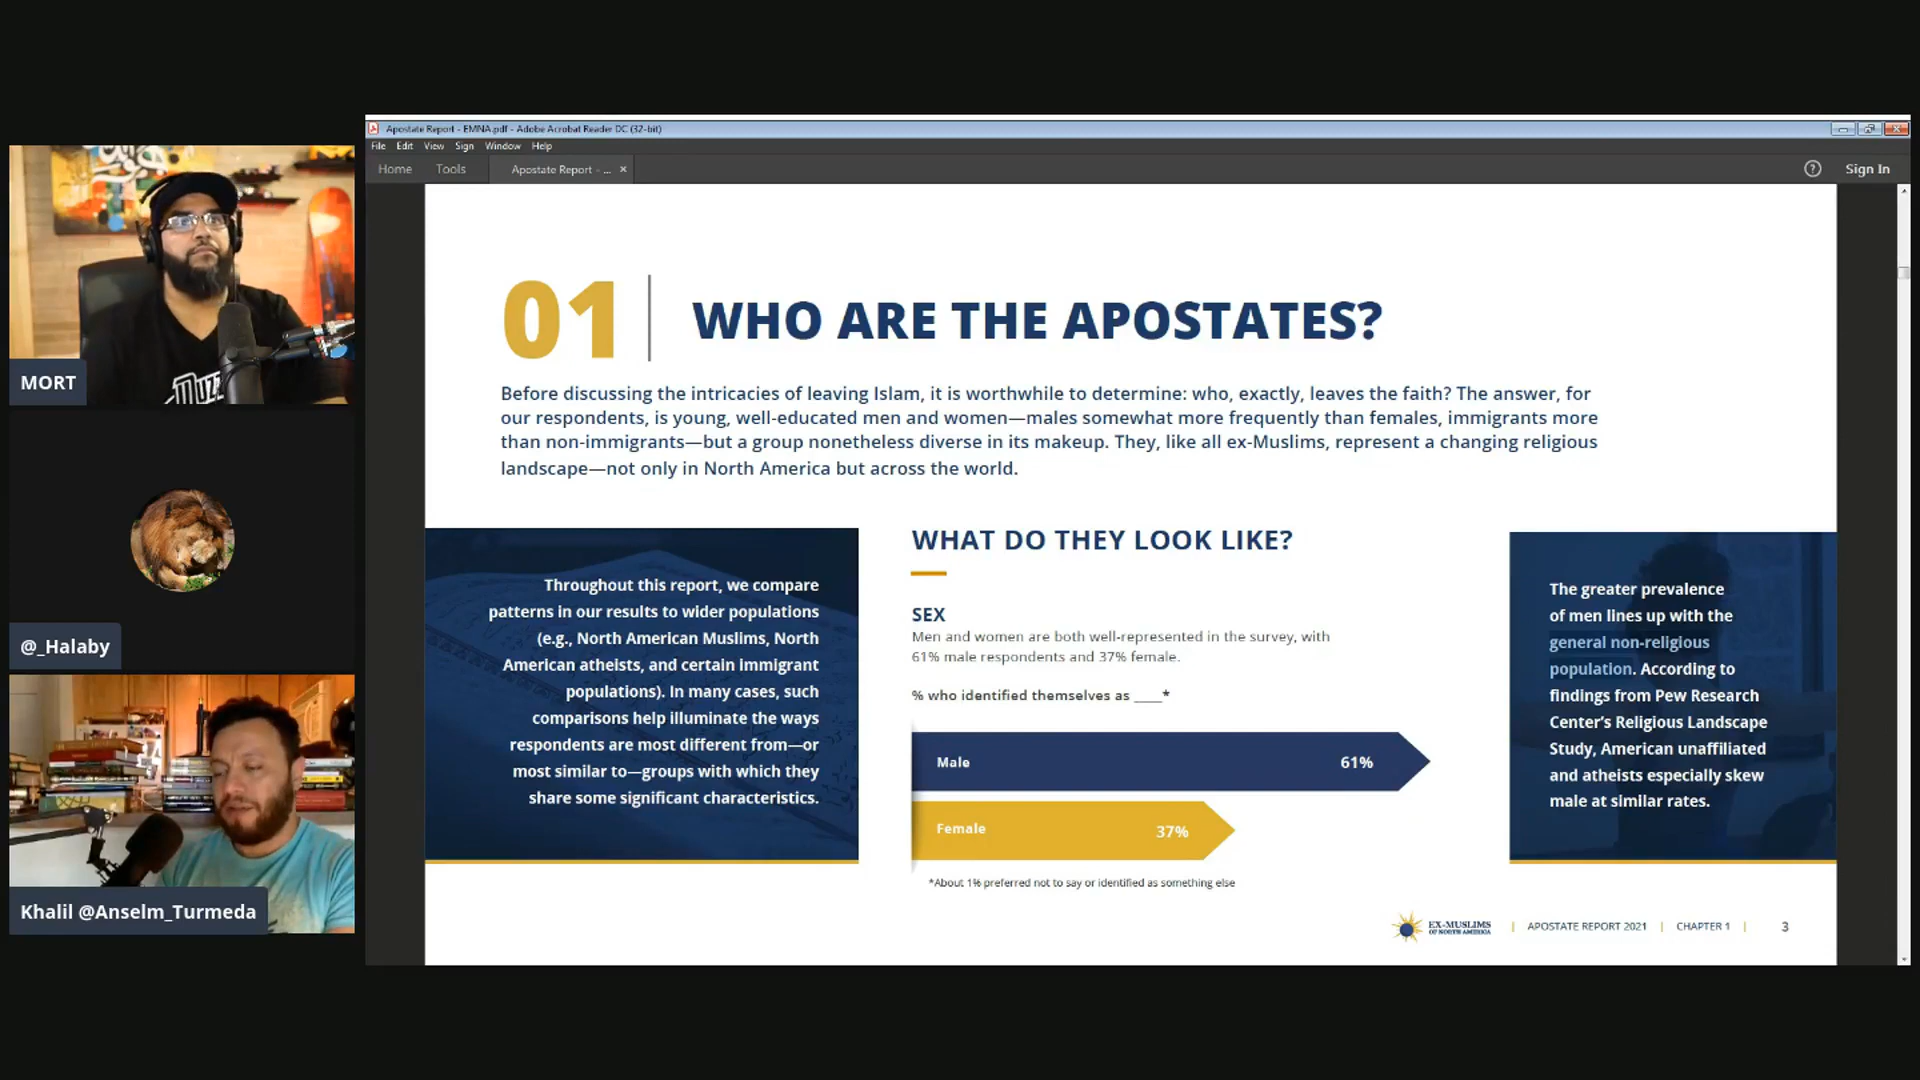 Apostate Report - EMNA.pdf - Adobe Acrobat Reader DC (32-bit)
File Edit View Sign Window Help
Home Tools Apostate Report - ... ×
? Sign In
MORT
@_Halaby
Khalil @Anselm_Turmeda
01
WHO ARE THE APOSTATES?
Before discussing the intricacies of leaving Islam, it is worthwhile to determine: who, exactly, leaves the faith? The answer, for
our respondents, is young, well-educated men and women—males somewhat more frequently than females, immigrants more
than non-immigrants—but a group nonetheless diverse in its makeup. They, like all ex-Muslims, represent a changing religious
landscape—not only in North America but across the world.
Throughout this report, we compare
patterns in our results to wider populations
(e.g., North American Muslims, North
American atheists, and certain immigrant
populations). In many cases, such
comparisons help illuminate the ways
respondents are most different from—or
most similar to—groups with which they
share some significant characteristics.
WHAT DO THEY LOOK LIKE?
SEX
Men and women are both well-represented in the survey, with
61% male respondents and 37% female.
% who identified themselves as ____*
Male 61%
Female 37%
*About 1% preferred not to say or identified as something else
The greater prevalence
of men lines up with the
general non-religious
population. According to
findings from Pew Research
Center's Religious Landscape
Study, American unaffiliated
and atheists especially skew
male at similar rates.
EX-MUSLIMS
OF NORTH AMERICA
| APOSTATE REPORT 2021 | CHAPTER 1 | 3